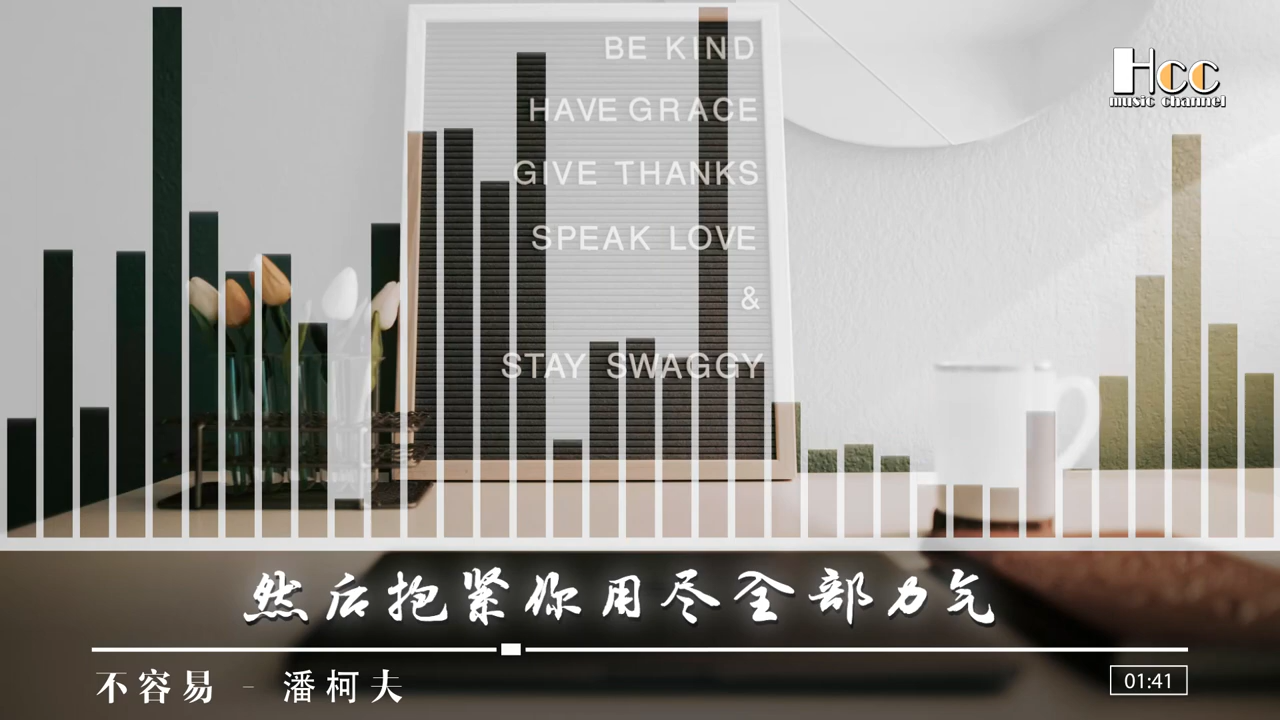 BE KIND
HAVE GRACE
GIVE THANKS
SPEAK LOVE
&
STAY SWAGGY
Hcc
music channel
然后抱紧你用尽全部力气
不容易 - 潘柯夫
01:41